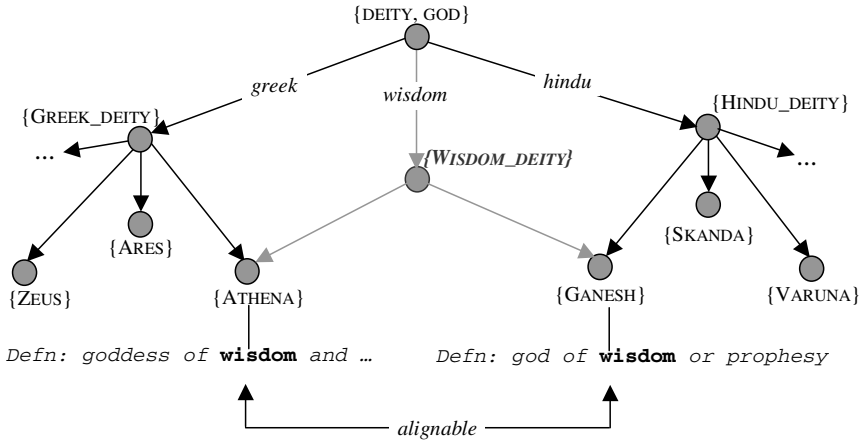 {DEITY, GOD}
greek
wisdom
hindu
{GREEK_DEITY}
{HINDU_DEITY}
...
{WISDOM_DEITY}
...
{ARES}
{SKANDA}
{ZEUS}
{ATHENA}
{GANESH}
{VARUNA}
Defn: goddess of wisdom and …
Defn: god of wisdom or prophesy
alignable